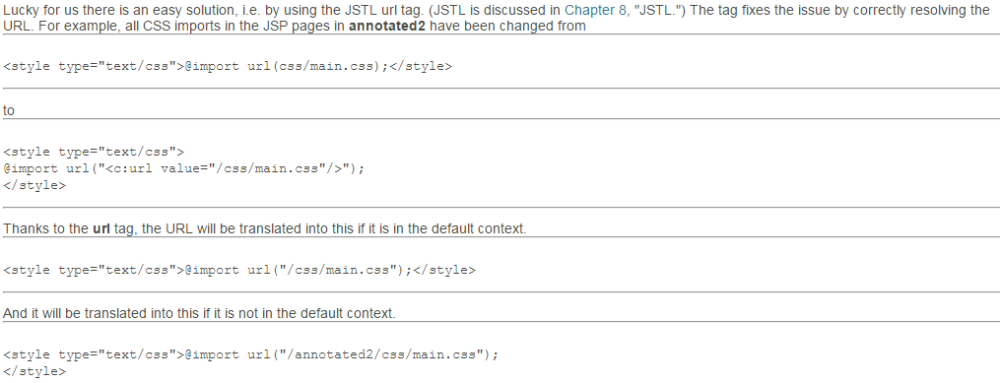 Lucky for us there is an easy solution, i.e. by using the JSTL url tag. (JSTL is discussed in Chapter 8, "JSTL.") The tag fixes the issue by correctly resolving the
URL. For example, all CSS imports in the JSP pages in annotated2 have been changed from
<style type="text/css">@import url(css/main.css);</style>
to
<style type="text/css">
@import url("<c:url value="/css/main.css"/>");
</style>
Thanks to the url tag, the URL will be translated into this if it is in the default context.
<style type="text/css">@import url("/css/main.css");</style>
And it will be translated into this if it is not in the default context.
<style type="text/css">@import url("/annotated2/css/main.css");
</style>